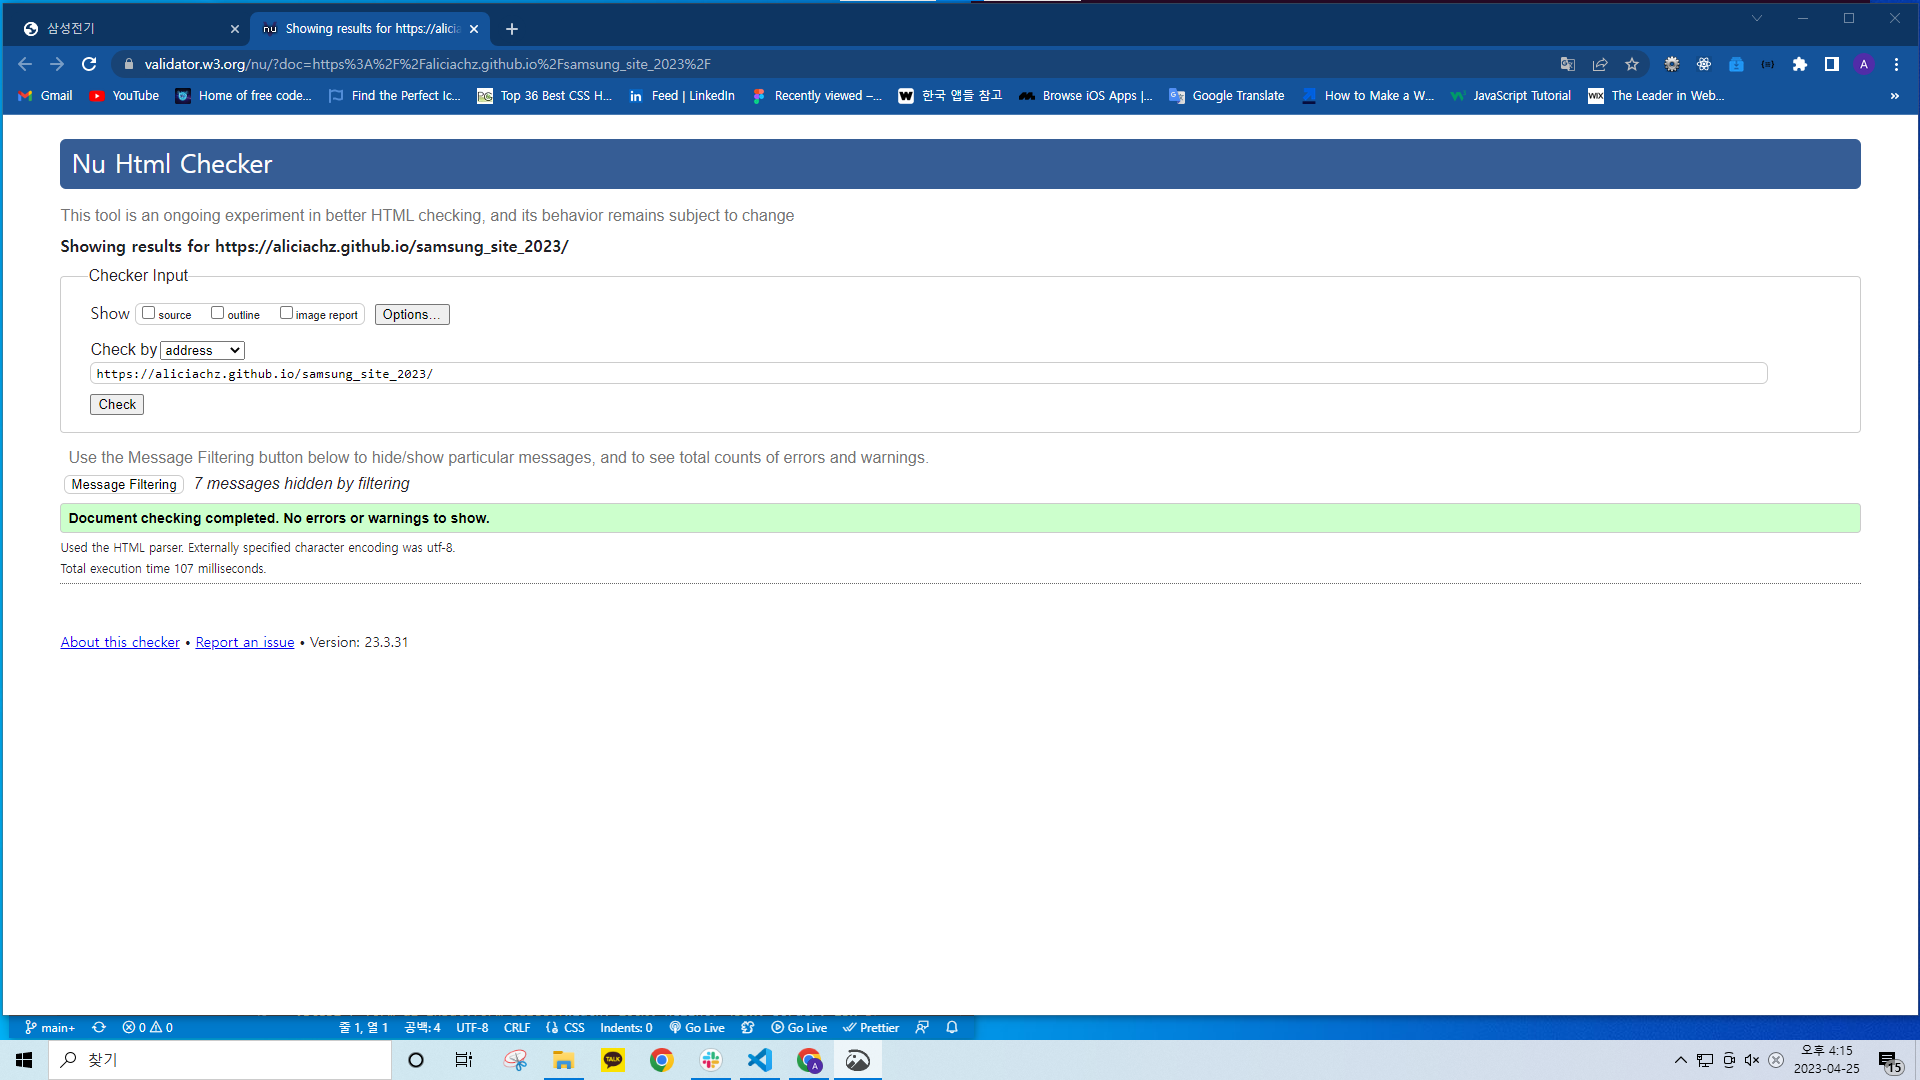 삼성전기
Showing results for https://alicia
validator.w3.org/nu/?doc=https%3A%2F%2Faliciachz.github.io%2Fsamsung_site_2023%2F
A
Gmail
YouTube
Home of free code...
Find the Perfect Ic...
Top 36 Best CSS H...
Feed | LinkedIn
Recently viewed –...
한국 앱들 참고
Browse iOS Apps |...
Google Translate
How to Make a W...
JavaScript Tutorial
The Leader in Web...
»
Nu Html Checker
This tool is an ongoing experiment in better HTML checking, and its behavior remains subject to change
Showing results for https://aliciachz.github.io/samsung_site_2023/
Checker Input
Show source outline image report Options...
Check by address
https://aliciachz.github.io/samsung_site_2023/
Check
Use the Message Filtering button below to hide/show particular messages, and to see total counts of errors and warnings.
Message Filtering 7 messages hidden by filtering
Document checking completed. No errors or warnings to show.
Used the HTML parser. Externally specified character encoding was utf-8.
Total execution time 107 milliseconds.
About this checker • Report an issue • Version: 23.3.31
main+ 0 0 줄 1, 열 1 공백: 4 UTF-8 CRLF CSS Indents: 0 Go Live Go Live Prettier
찾기
TALK
오후 4:15
2023-04-25
15